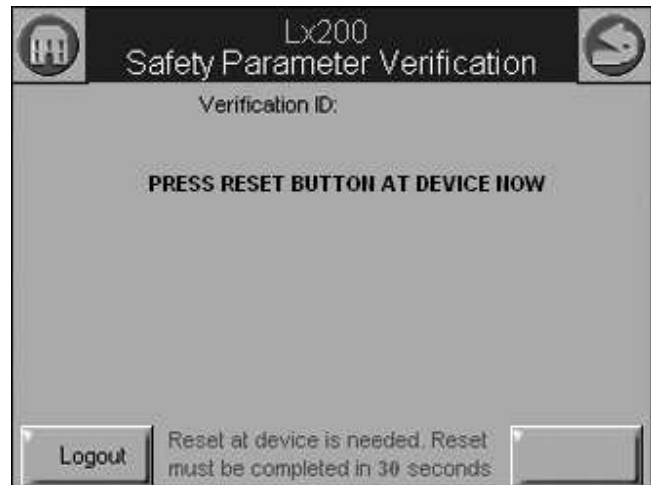 Lx200
Safety Parameter Verification
Verification ID:
PRESS RESET BUTTON AT DEVICE NOW
Logout
Reset at device is needed. Reset
must be completed in 30 seconds